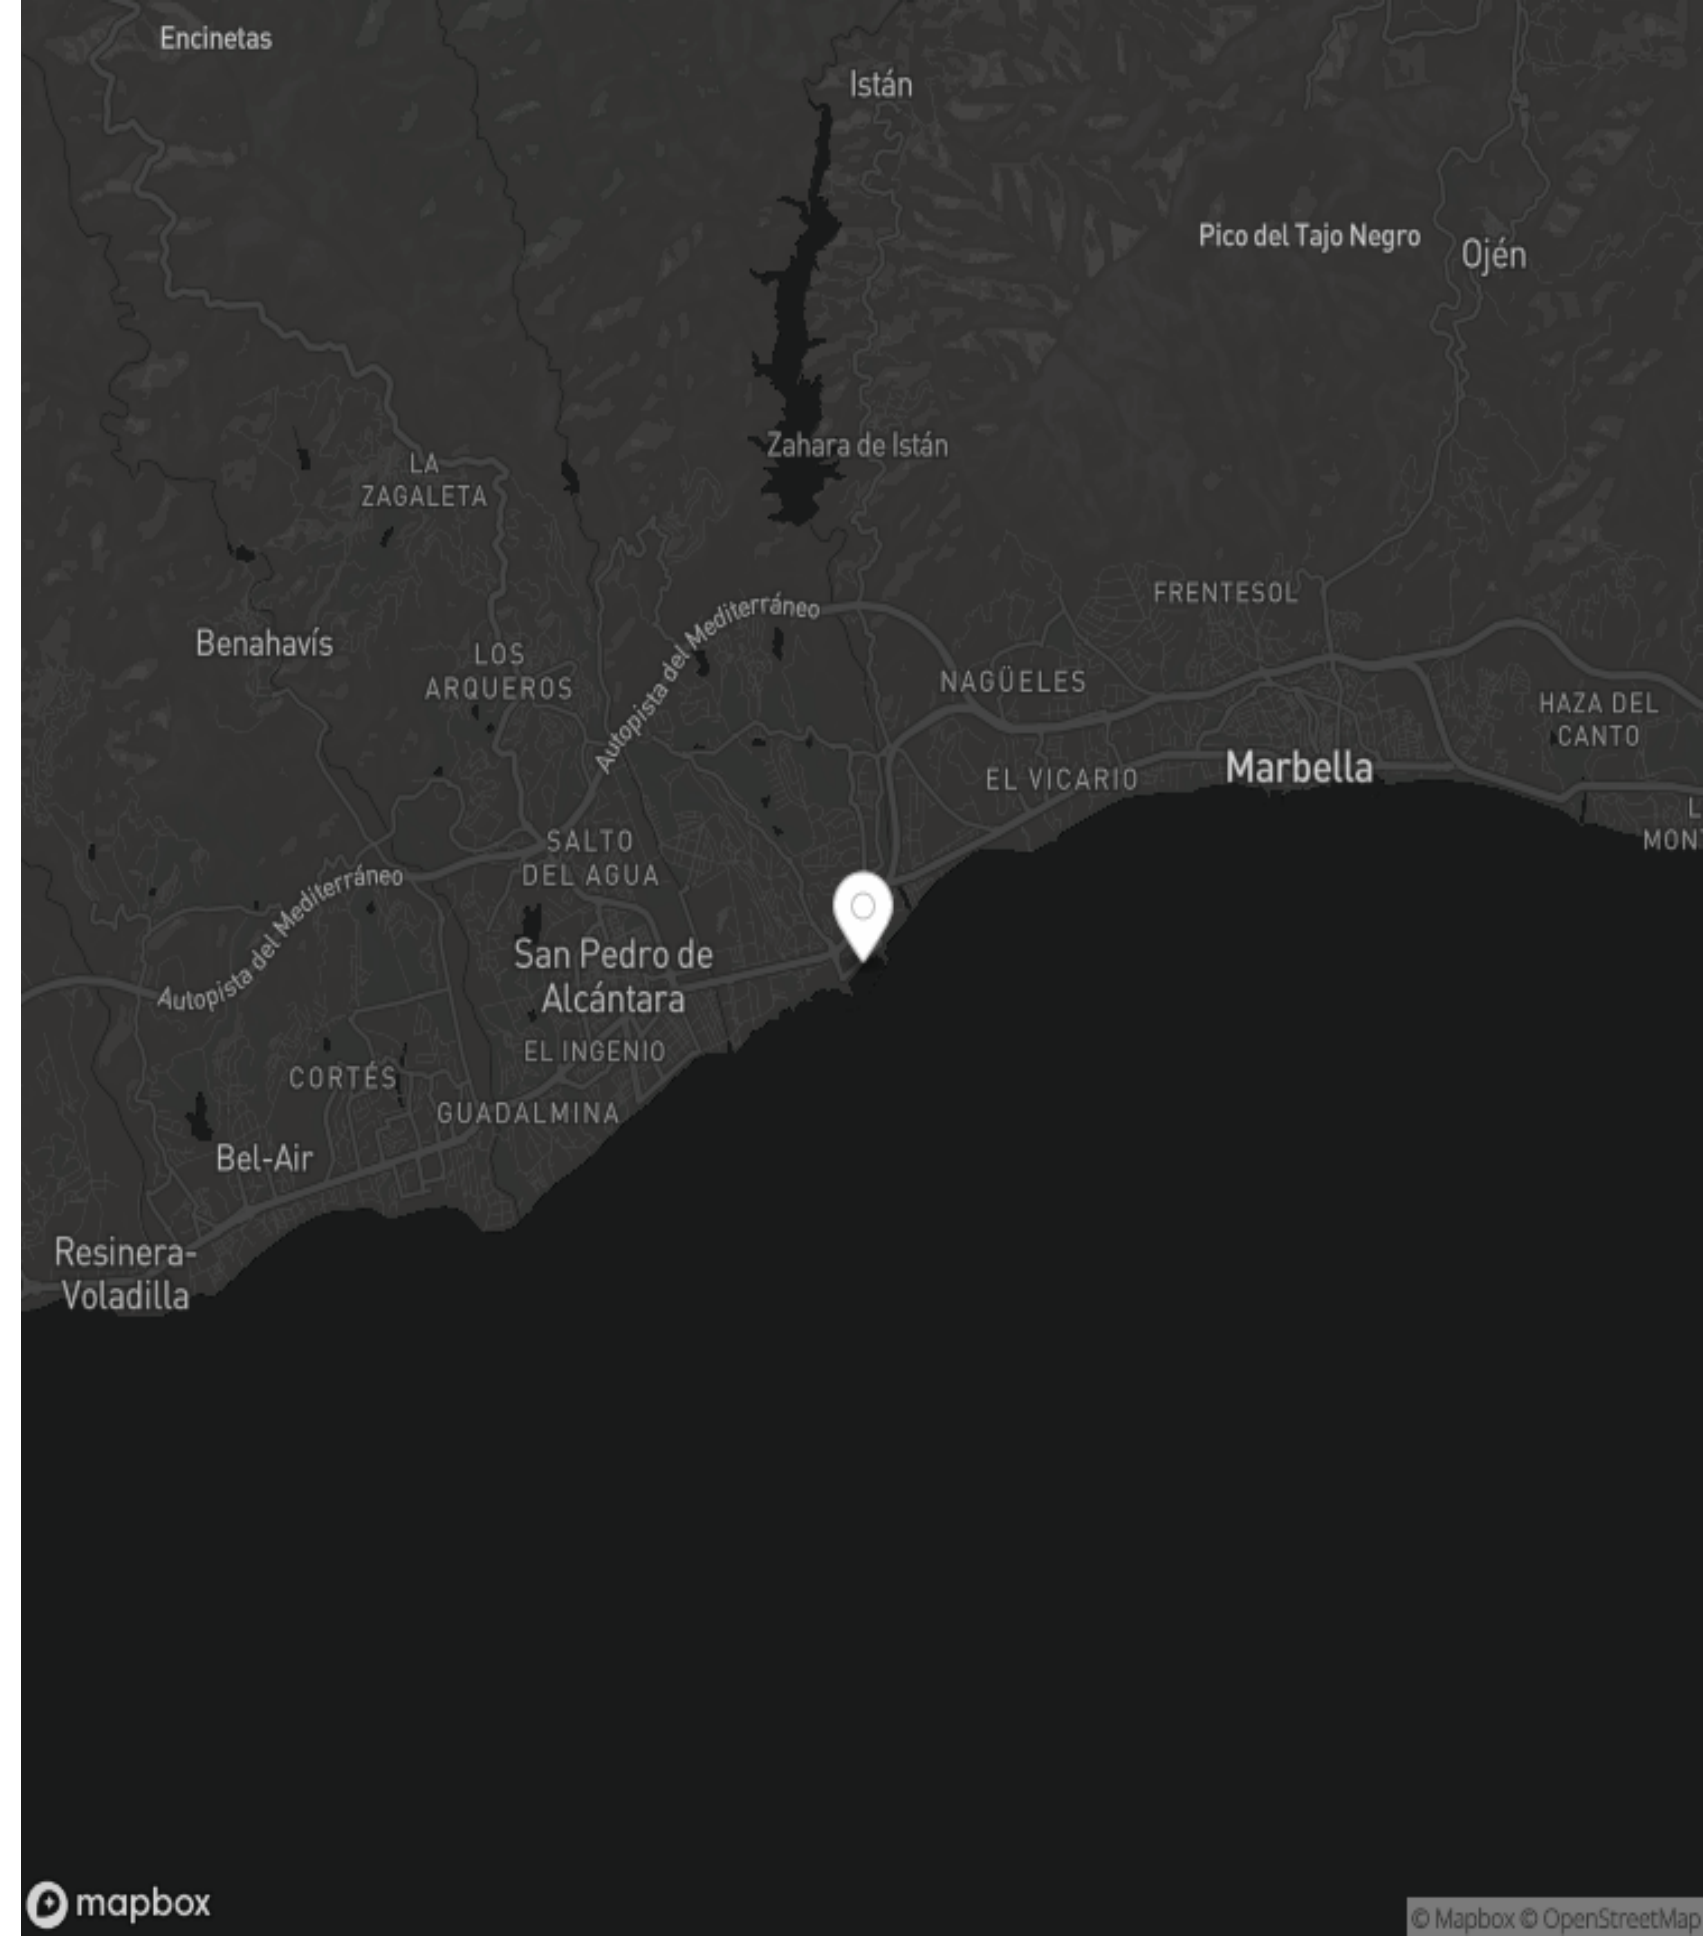 Encinetas
Istán
Pico del Tajo Negro
Ojén
Zahara de Istán
LA
ZAGALETA
FRENTESOL
Autopista del Mediterráneo
Benahavís
LOS
ARQUEROS
NAGÜELES
HAZA DEL
CANTO
EL VICARIO
Marbella
L
MON
SALTO
DEL AGUA
Autopista del Mediterráneo
San Pedro de
Alcántara
EL INGENIO
CORTÉS
GUADALMINA
Bel-Air
Resinera-
Voladilla
mapbox
© Mapbox © OpenStreetMap